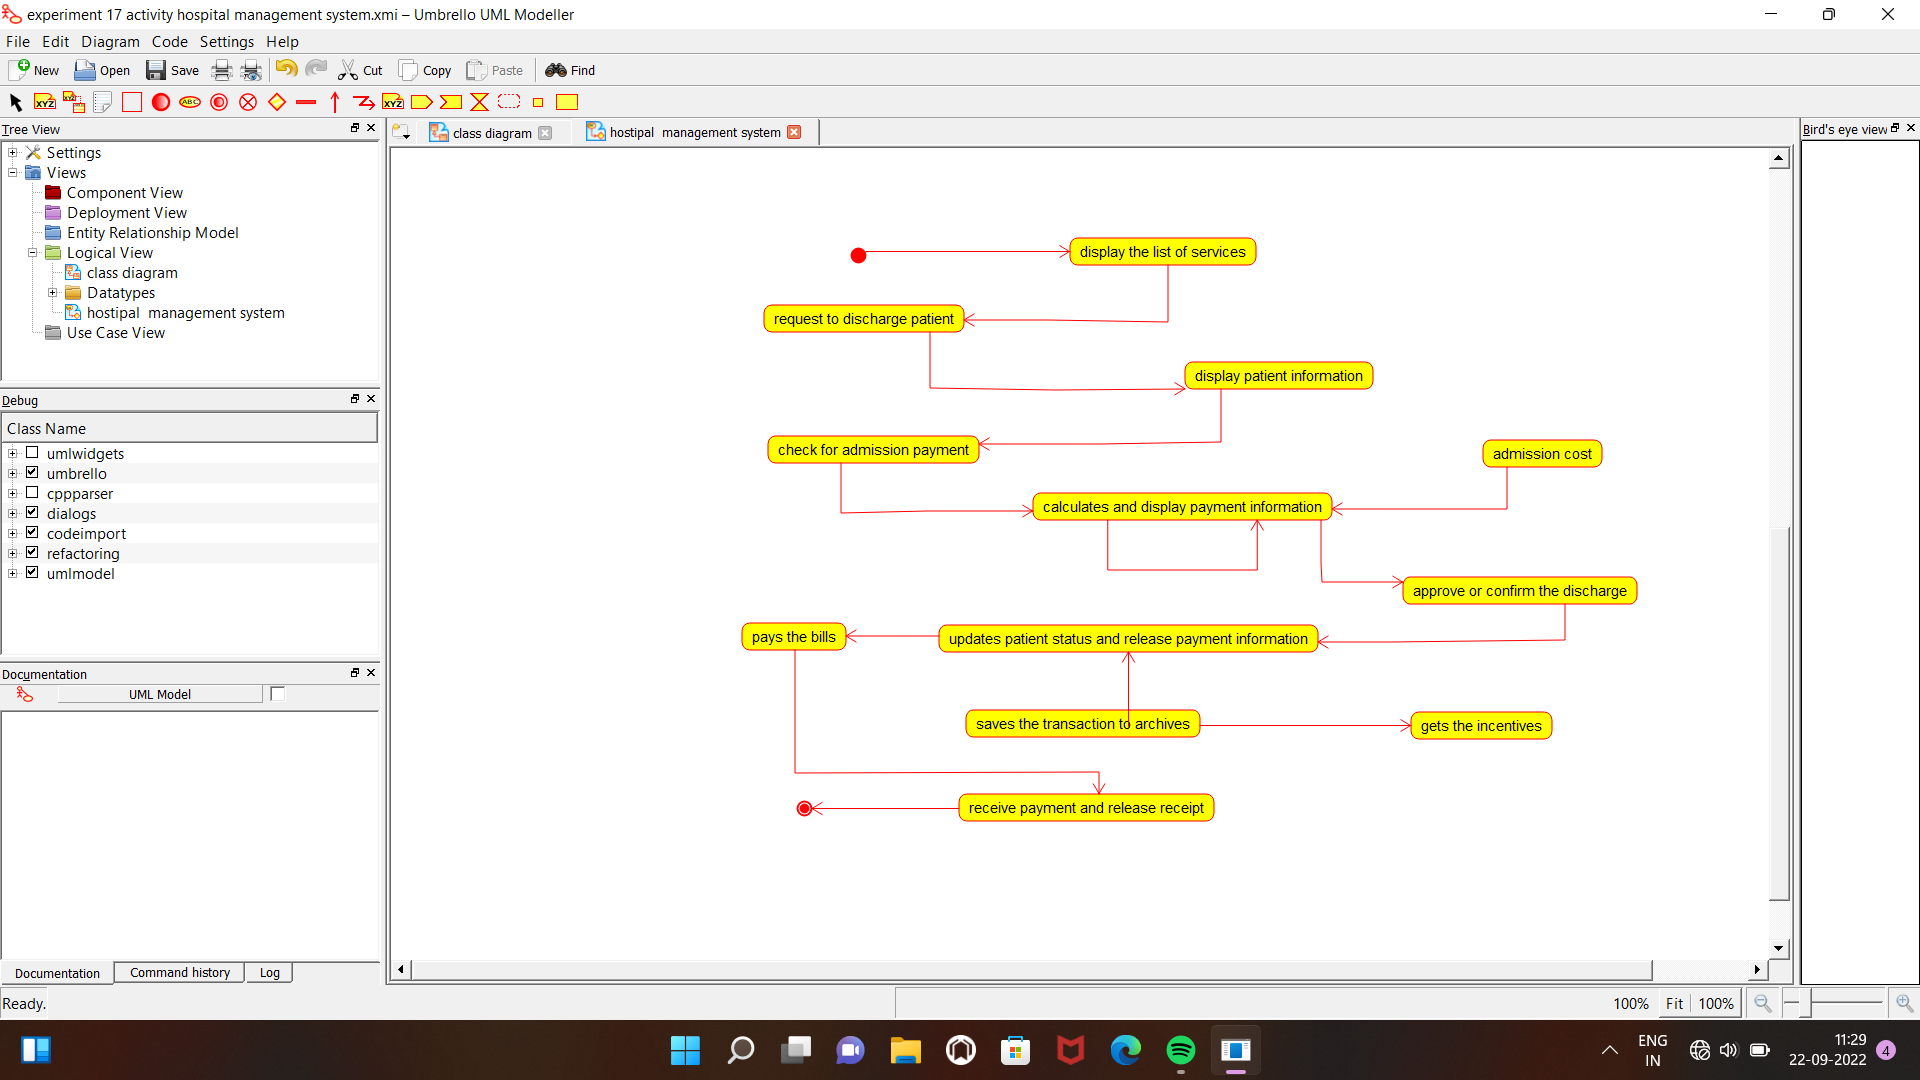 experiment 17 activity hospital management system.xmi – Umbrello UML Modeller
File Edit Diagram Code Settings Help
New Open Save Cut Copy Paste Find
XYZ XYZ ABC XYZ
Tree View
Settings
Views
Component View
Deployment View
Entity Relationship Model
Logical View
class diagram
Datatypes
hostipal management system
Use Case View
Debug
Class Name
umlwidgets
umbrello
cppparser
dialogs
codeimport
refactoring
umlmodel
Documentation
UML Model
Documentation Command history Log
class diagram hostipal management system
display the list of services
request to discharge patient
display patient information
check for admission payment
admission cost
calculates and display payment information
approve or confirm the discharge
pays the bills
updates patient status and release payment information
saves the transaction to archives
gets the incentives
receive payment and release receipt
Bird's eye view
Ready.
100% Fit 100%
ENG
IN
11:29
22-09-2022
4